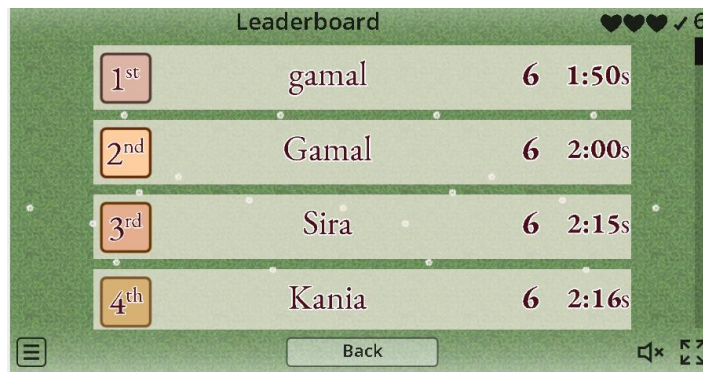 Leaderboard ✓ 6
1st gamal 6 1:50s
2nd Gamal 6 2:00s
3rd Sira 6 2:15s
4th Kania 6 2:16s
Back